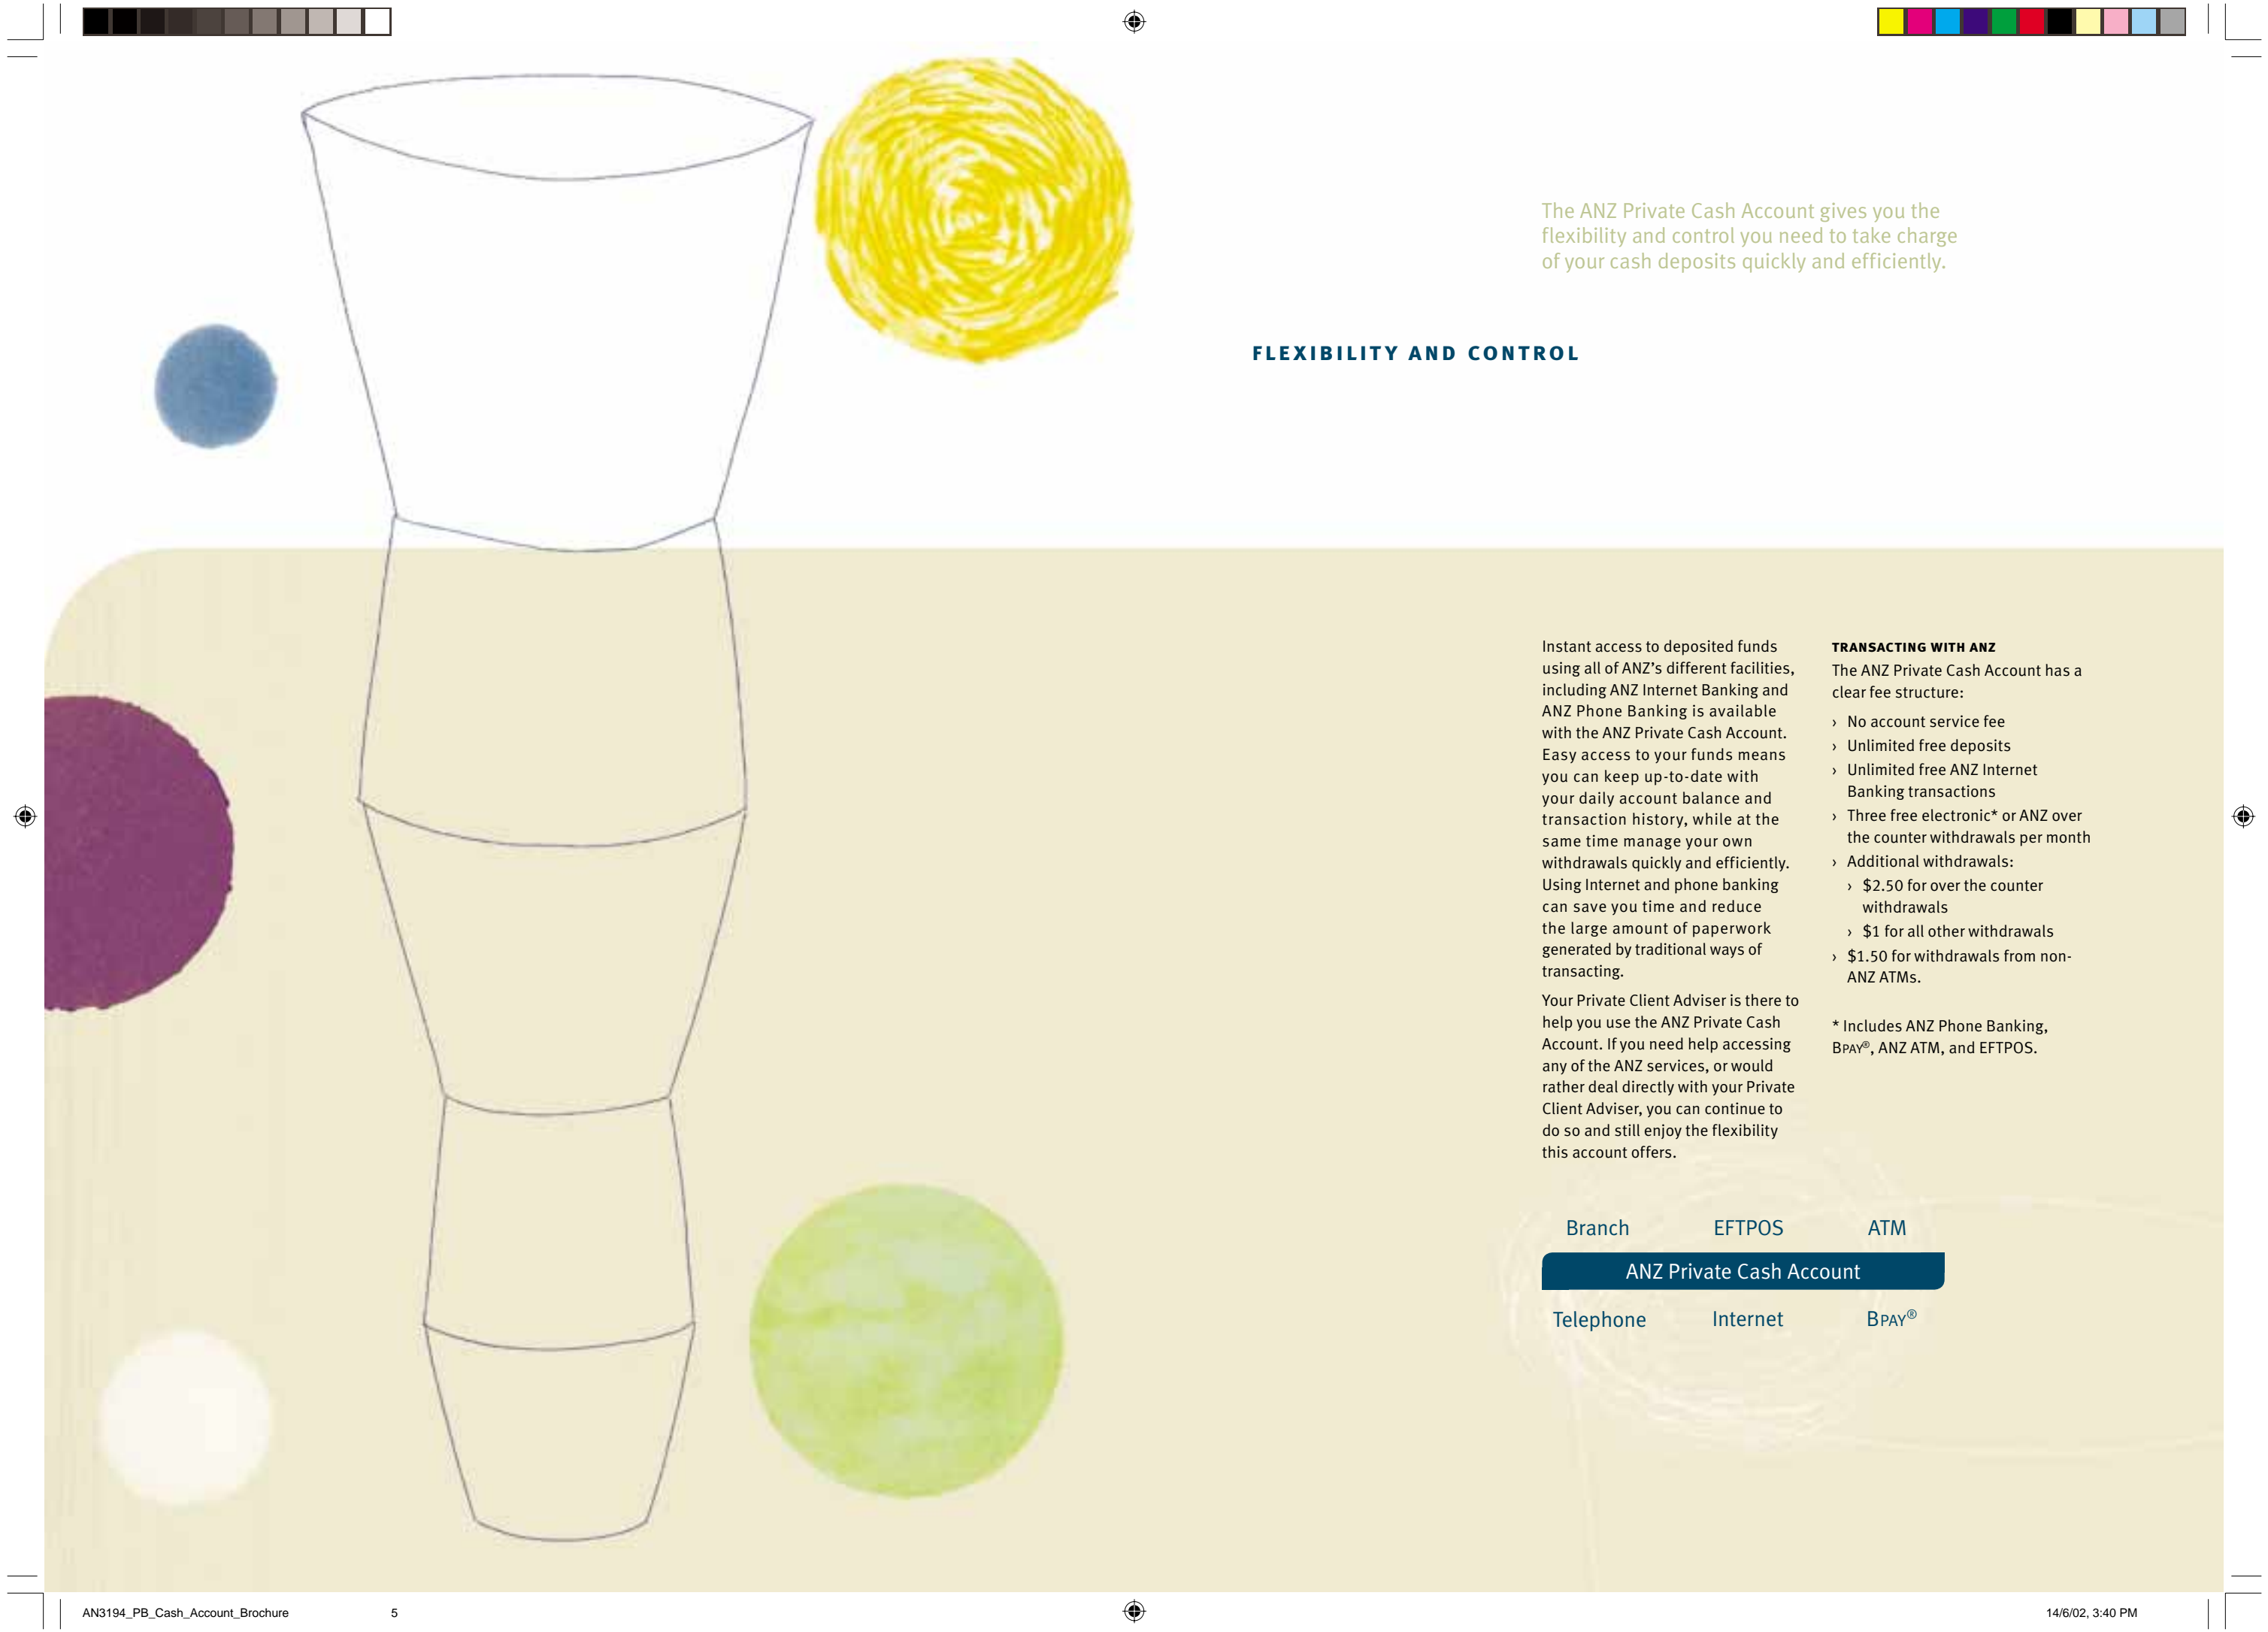 The ANZ Private Cash Account gives you the
flexibility and control you need to take charge
of your cash deposits quickly and efficiently.
FLEXIBILITY AND CONTROL
Instant access to deposited funds
using all of ANZ’s different facilities,
including ANZ Internet Banking and
ANZ Phone Banking is available
with the ANZ Private Cash Account.
Easy access to your funds means
you can keep up-to-date with
your daily account balance and
transaction history, while at the
same time manage your own
withdrawals quickly and efficiently.
Using Internet and phone banking
can save you time and reduce
the large amount of paperwork
generated by traditional ways of
transacting.
Your Private Client Adviser is there to
help you use the ANZ Private Cash
Account. If you need help accessing
any of the ANZ services, or would
rather deal directly with your Private
Client Adviser, you can continue to
do so and still enjoy the flexibility
this account offers.
TRANSACTING WITH ANZ
The ANZ Private Cash Account has a
clear fee structure:
› No account service fee
› Unlimited free deposits
› Unlimited free ANZ Internet
Banking transactions
› Three free electronic* or ANZ over
the counter withdrawals per month
› Additional withdrawals:
› $2.50 for over the counter
withdrawals
› $1 for all other withdrawals
› $1.50 for withdrawals from non-
ANZ ATMs.
* Includes ANZ Phone Banking,
BPAY®, ANZ ATM, and EFTPOS.
Branch EFTPOS ATM
ANZ Private Cash Account
Telephone Internet BPAY®
AN3194_PB_Cash_Account_Brochure 5 14/6/02, 3:40 PM